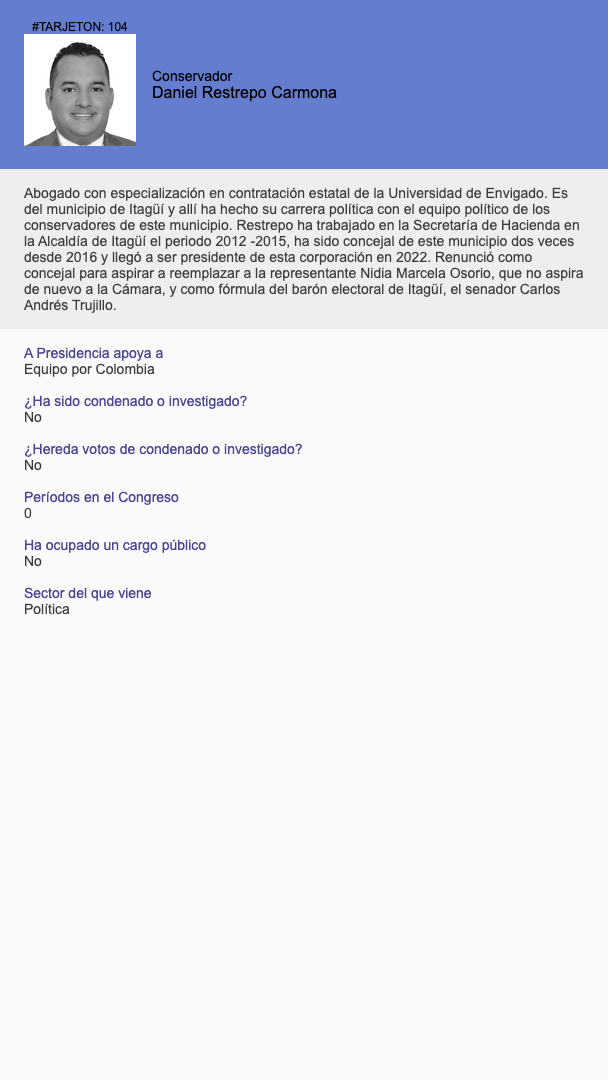 #TARJETON: 104
Conservador
Daniel Restrepo Carmona
Abogado con especialización en contratación estatal de la Universidad de Envigado. Es
del municipio de Itagüí y allí ha hecho su carrera política con el equipo político de los
conservadores de este municipio. Restrepo ha trabajado en la Secretaría de Hacienda en
la Alcaldía de Itagüí el periodo 2012 -2015, ha sido concejal de este municipio dos veces
desde 2016 y llegó a ser presidente de esta corporación en 2022. Renunció como
concejal para aspirar a reemplazar a la representante Nidia Marcela Osorio, que no aspira
de nuevo a la Cámara, y como fórmula del barón electoral de Itagüí, el senador Carlos
Andrés Trujillo.
A Presidencia apoya a
Equipo por Colombia
¿Ha sido condenado o investigado?
No
¿Hereda votos de condenado o investigado?
No
Períodos en el Congreso
0
Ha ocupado un cargo público
No
Sector del que viene
Política